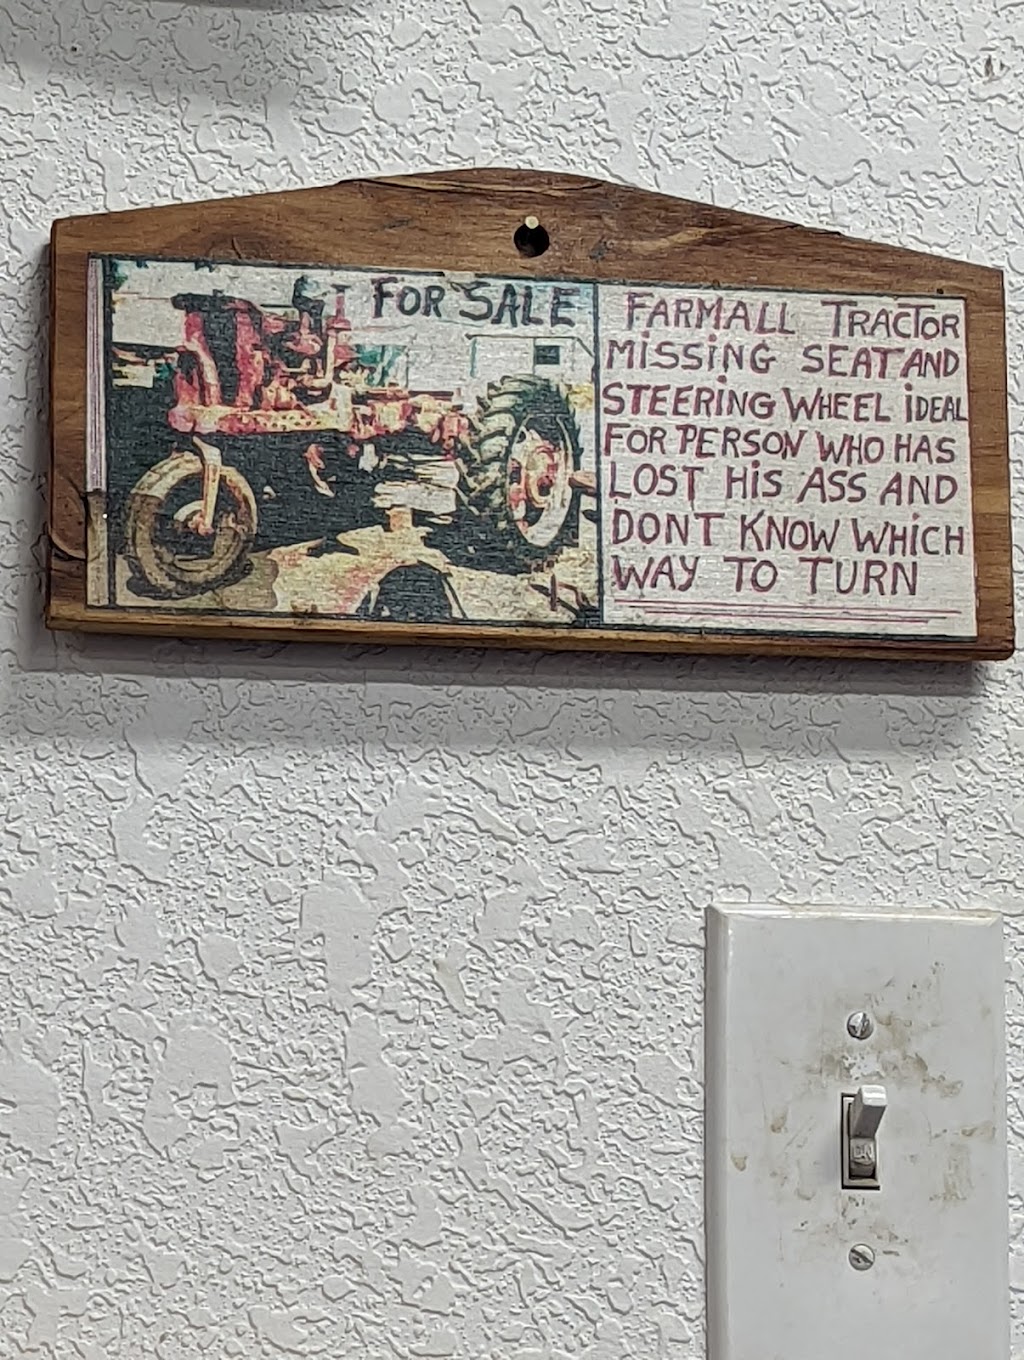 FOR SALE
FARMALL TRACTOR
MISSING SEAT AND
STEERING WHEEL IDEAL
FOR PERSON WHO HAS
LOST HIS ASS AND
DONT KNOW WHICH
WAY TO TURN
ON